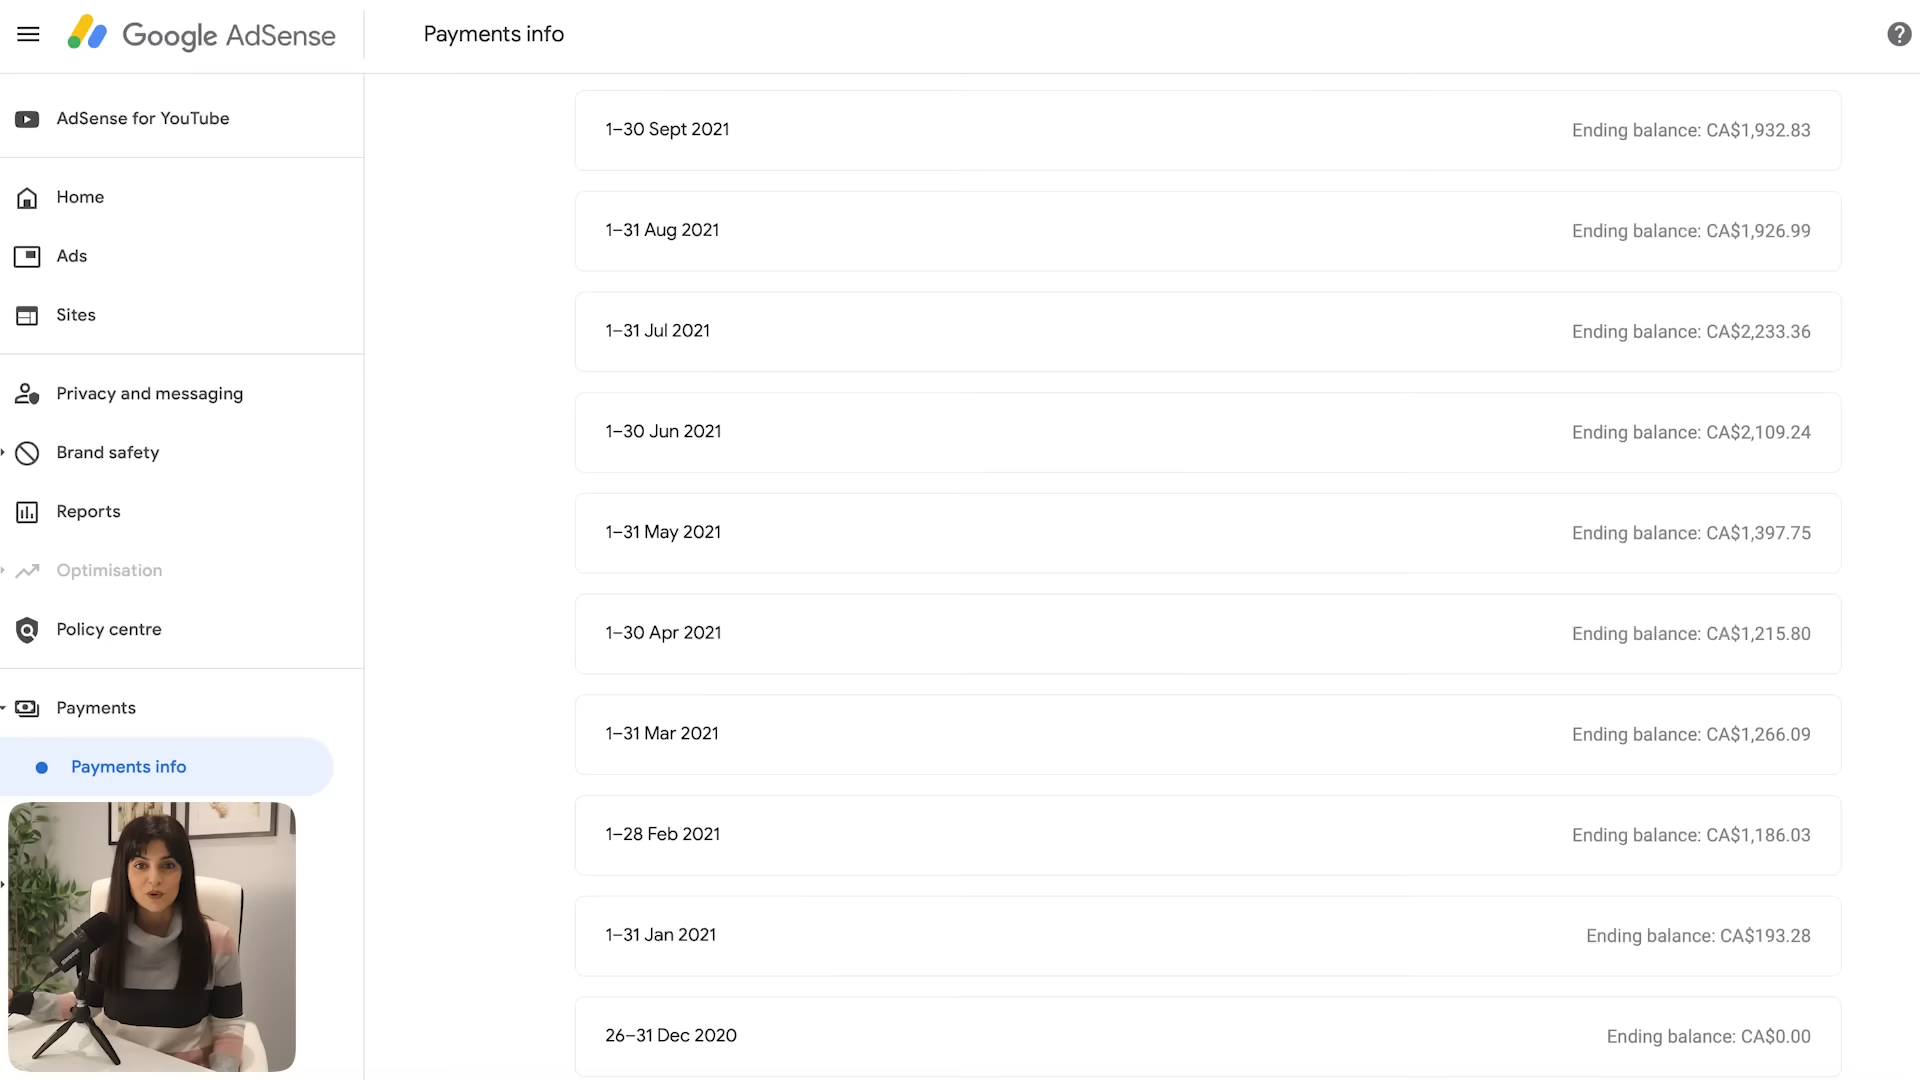 Google AdSense
Payments info
AdSense for YouTube
Home
Ads
Sites
Privacy and messaging
Brand safety
Reports
Optimisation
Policy centre
Payments
Payments info
1–30 Sept 2021 Ending balance: CA$1,932.83
1–31 Aug 2021 Ending balance: CA$1,926.99
1–31 Jul 2021 Ending balance: CA$2,233.36
1–30 Jun 2021 Ending balance: CA$2,109.24
1–31 May 2021 Ending balance: CA$1,397.75
1–30 Apr 2021 Ending balance: CA$1,215.80
1–31 Mar 2021 Ending balance: CA$1,266.09
1–28 Feb 2021 Ending balance: CA$1,186.03
1–31 Jan 2021 Ending balance: CA$193.28
26–31 Dec 2020 Ending balance: CA$0.00